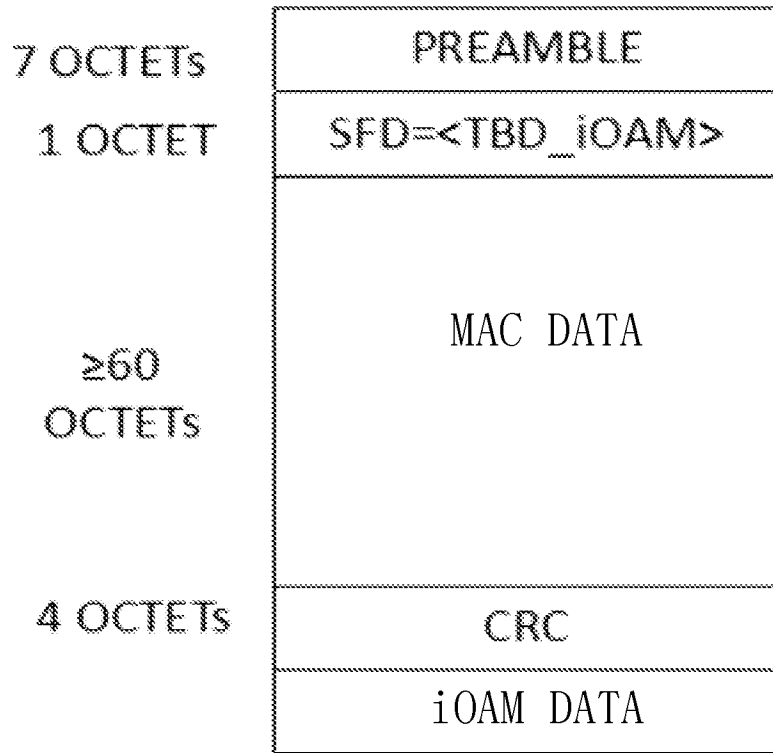 7 OCTETs PREAMBLE
1 OCTET SFD=<TBD_iOAM>
MAC DATA
≥60
OCTETs
4 OCTETs CRC
iOAM DATA